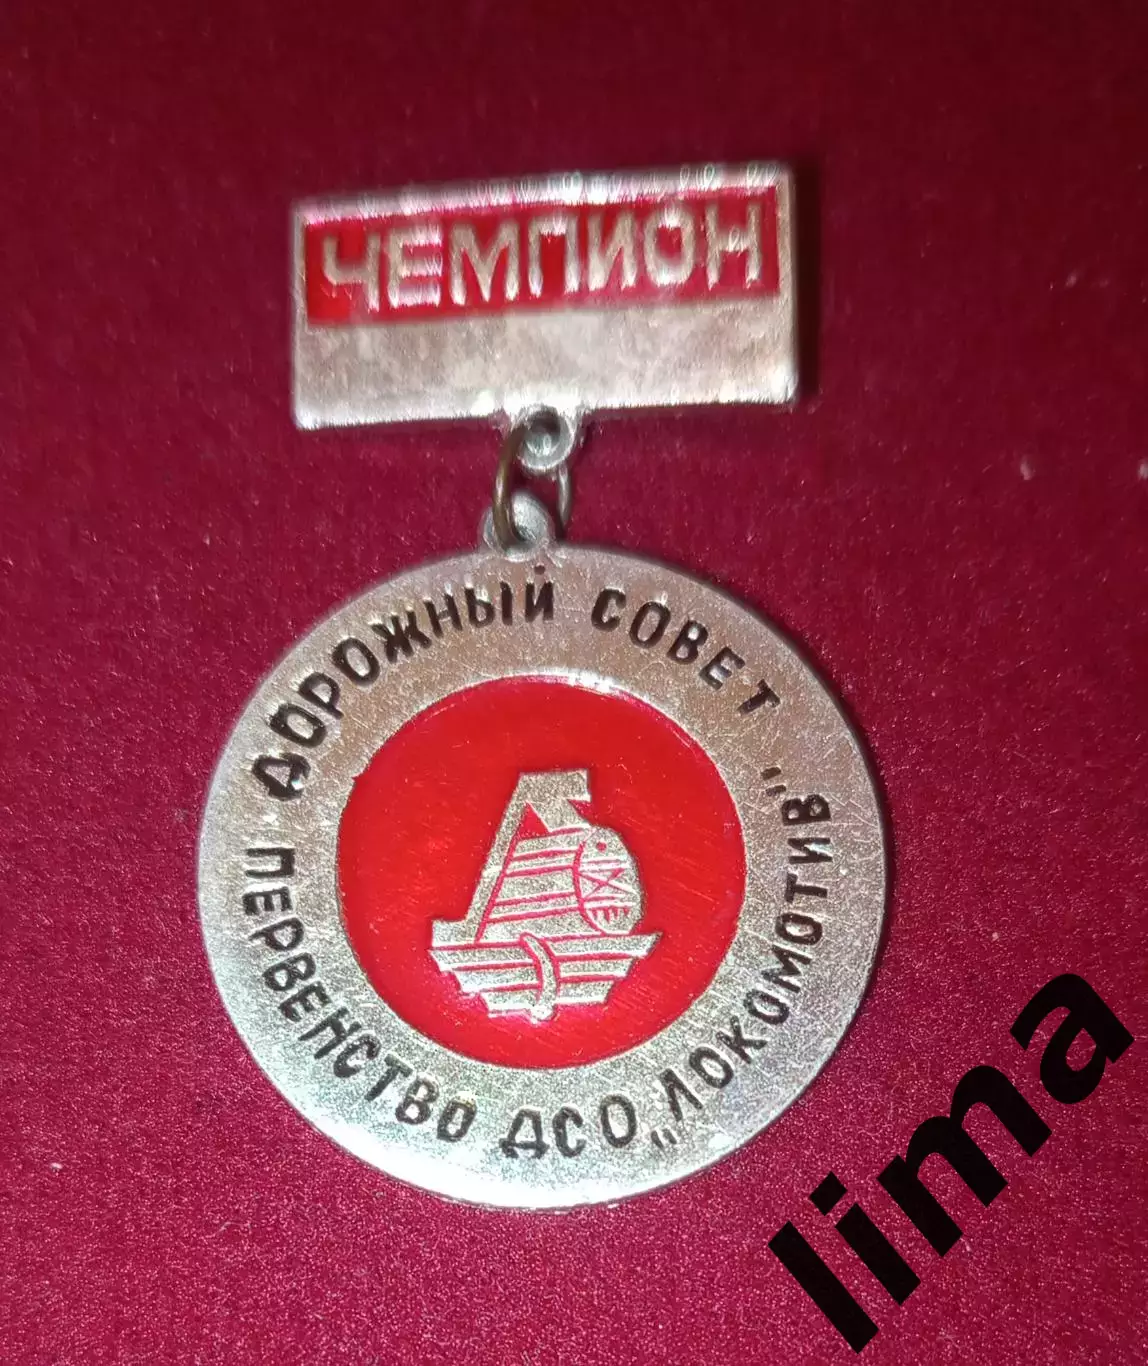 ЧЕМПИОН
ДОРОЖНЫЙ СОВЕТ
ПЕРВЕНСТВО ДСО „ЛОКОМОТИВ"
lima